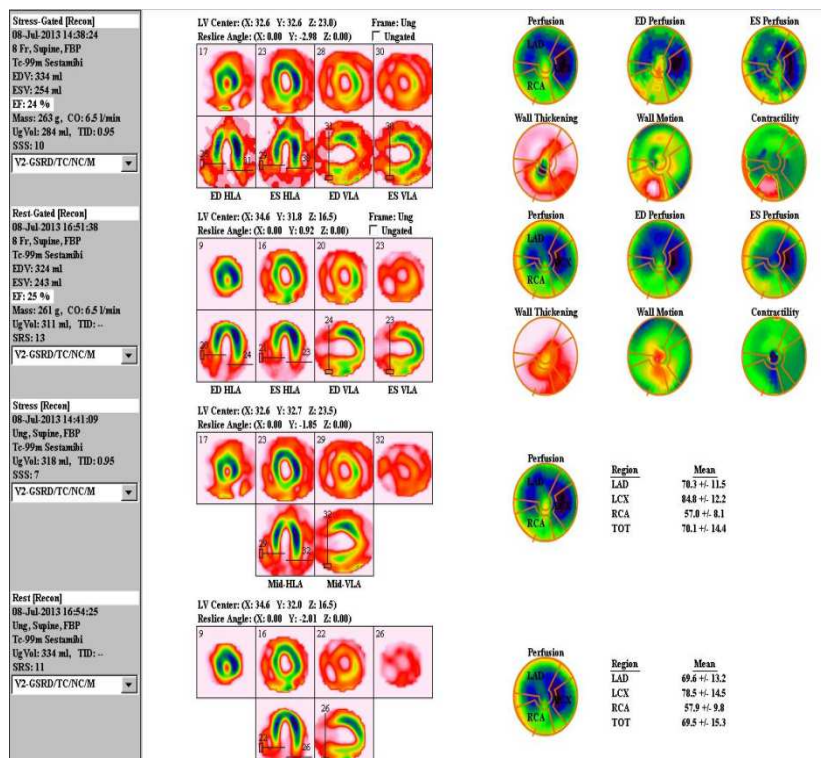 Stress-Gated [Recon]
08-Jul-2013 14:38:24
8 Fr, Supine, FBP
Tc-99m Sestamibi
EDV: 334 ml
ESV: 254 ml
EF: 24 %
Mass: 263 g, CO: 6.5 l/min
UgVol: 284 ml, TID: 0.95
SSS: 10
V2-GSRD/TC/NC/M
LV Center: (X: 32.6 Y: 32.6 Z: 23.0) Frame: Ung
Reslice Angle: (X: 0.00 Y: -2.98 Z: 0.00) Ungated
17 23 28 30
ED HLA ES HLA ED VLA ES VLA
Perfusion ED Perfusion ES Perfusion
LAD
RCA
Wall Thickening Wall Motion Contractility
Rest-Gated [Recon]
08-Jul-2013 16:51:38
8 Fr, Supine, FBP
Tc-99m Sestamibi
EDV: 324 ml
ESV: 243 ml
EF: 25 %
Mass: 261 g, CO: 6.5 l/min
UgVol: 311 ml, TID: --
SRS: 13
V2-GSRD/TC/NC/M
LV Center: (X: 34.6 Y: 31.8 Z: 16.5) Frame: Ung
Reslice Angle: (X: 0.00 Y: 0.92 Z: 0.00) Ungated
9 16 20 23
24 23
24 23
ED HLA ES HLA ED VLA ES VLA
Perfusion ED Perfusion ES Perfusion
LAD
RCA
Wall Thickening Wall Motion Contractility
Stress [Recon]
08-Jul-2013 14:41:09
Ung, Supine, FBP
Tc-99m Sestamibi
UgVol: 318 ml, TID: 0.95
SSS: 7
V2-GSRD/TC/NC/M
LV Center: (X: 32.6 Y: 32.7 Z: 23.5)
Reslice Angle: (X: 0.00 Y: -1.85 Z: 0.00)
17 23 29 32
32
Mid-HLA Mid-VLA
Perfusion
LAD
RCA
Region Mean
LAD 70.3 +/- 11.5
LCX 84.8 +/- 12.2
RCA 57.0 +/- 8.1
TOT 70.1 +/- 14.4
Rest [Recon]
08-Jul-2013 16:54:25
Ung, Supine, FBP
Tc-99m Sestamibi
UgVol: 334 ml, TID: --
SRS: 11
V2-GSRD/TC/NC/M
LV Center: (X: 34.6 Y: 32.0 Z: 16.5)
Reslice Angle: (X: 0.00 Y: -2.01 Z: 0.00)
9 16 22 26
26
26
Perfusion
LAD
RCA
Region Mean
LAD 69.6 +/- 13.2
LCX 78.5 +/- 14.5
RCA 57.9 +/- 9.8
TOT 69.5 +/- 15.3